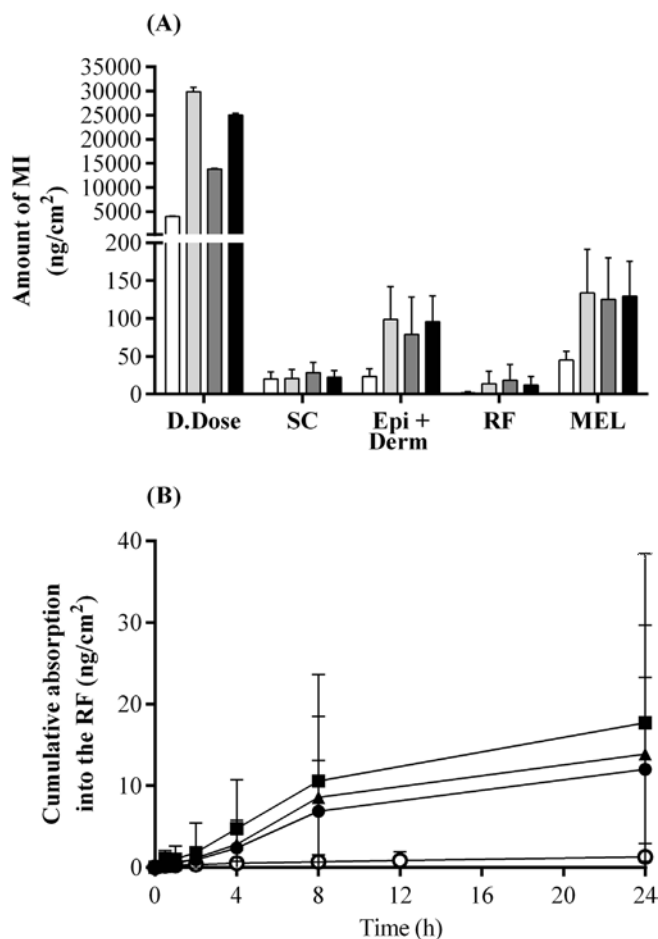 (A)
Amount of MI
(ng/cm²)
35000
30000
25000
20000
15000
10000
5000
200
150
100
50
0
D.Dose SC Epi + Derm RF MEL
(B)
Cumulative absorption
into the RF (ng/cm²)
40
30
20
10
0
0 4 8 12 16 20 24
Time (h)